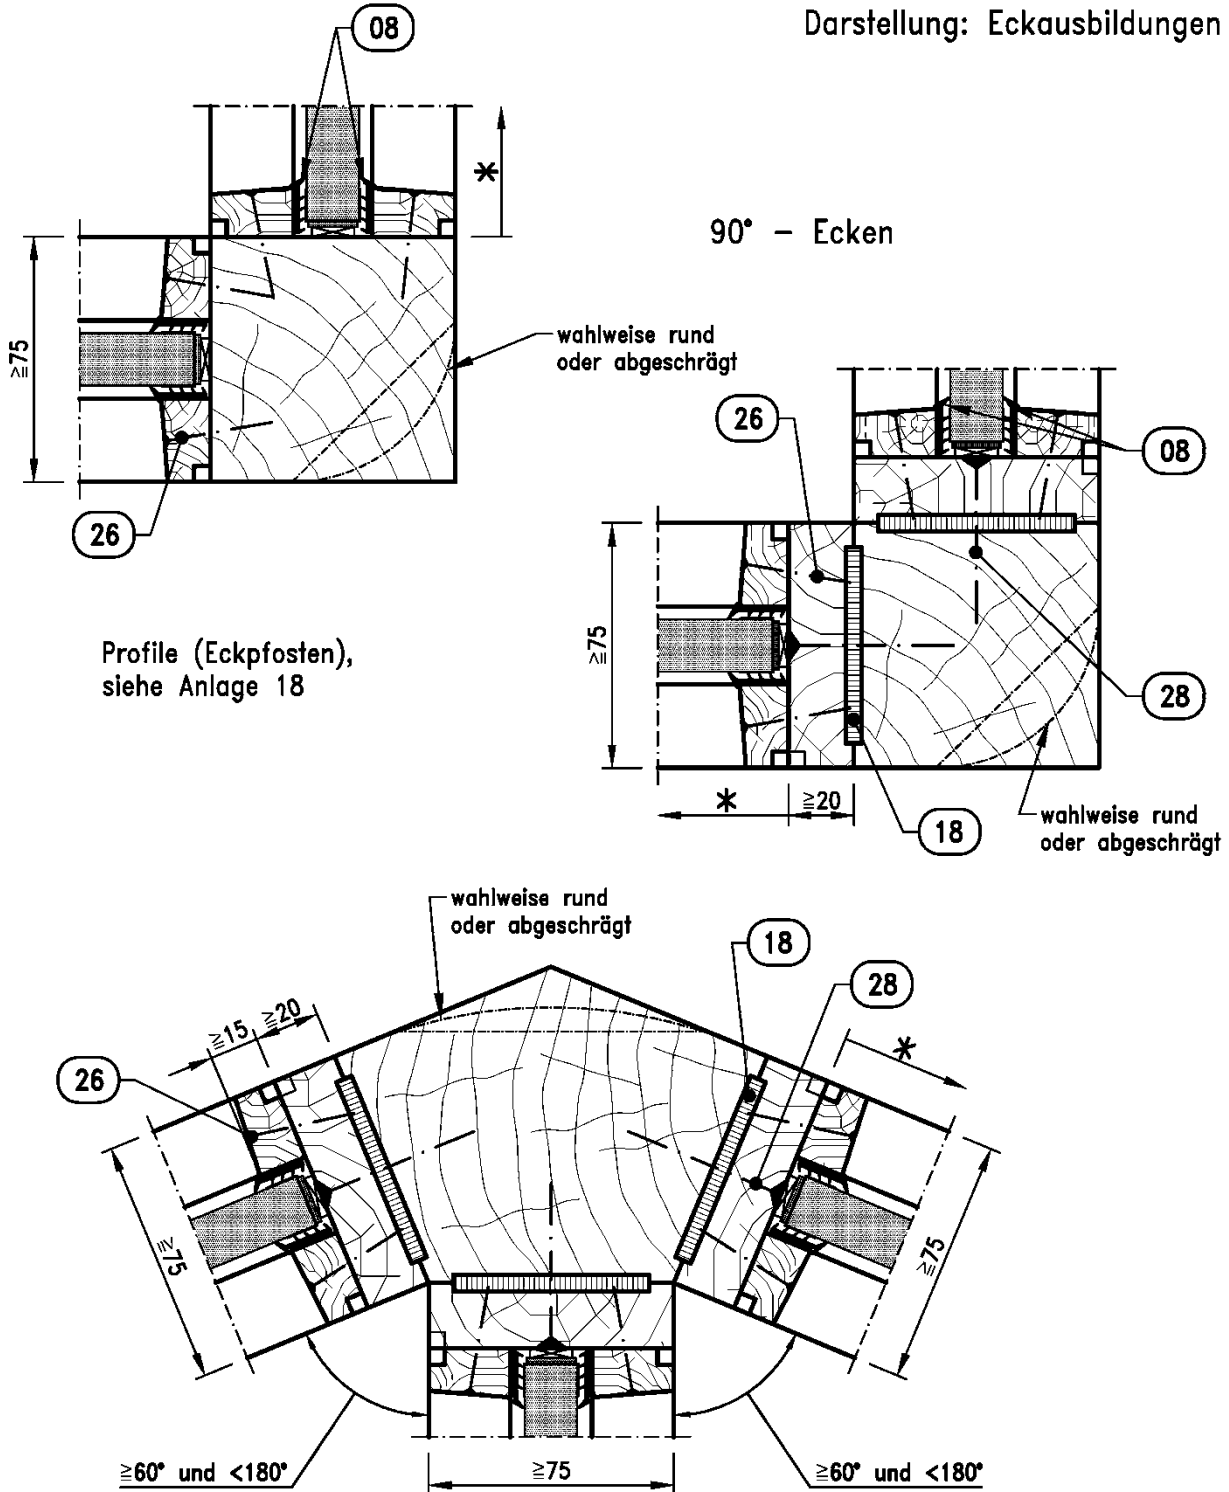 Darstellung: Eckausbildungen
08
*
90° – Ecken
≧75
wahlweise rund
oder abgeschrägt
26
08
26
Profile (Eckpfosten),
siehe Anlage 18
≧75
28
*
≧20
18
wahlweise rund
oder abgeschrägt
wahlweise rund
oder abgeschrägt
18
28
≧15
≧20
*
26
≧75
≧75
≧60° und <180°
≧75
≧60° und <180°